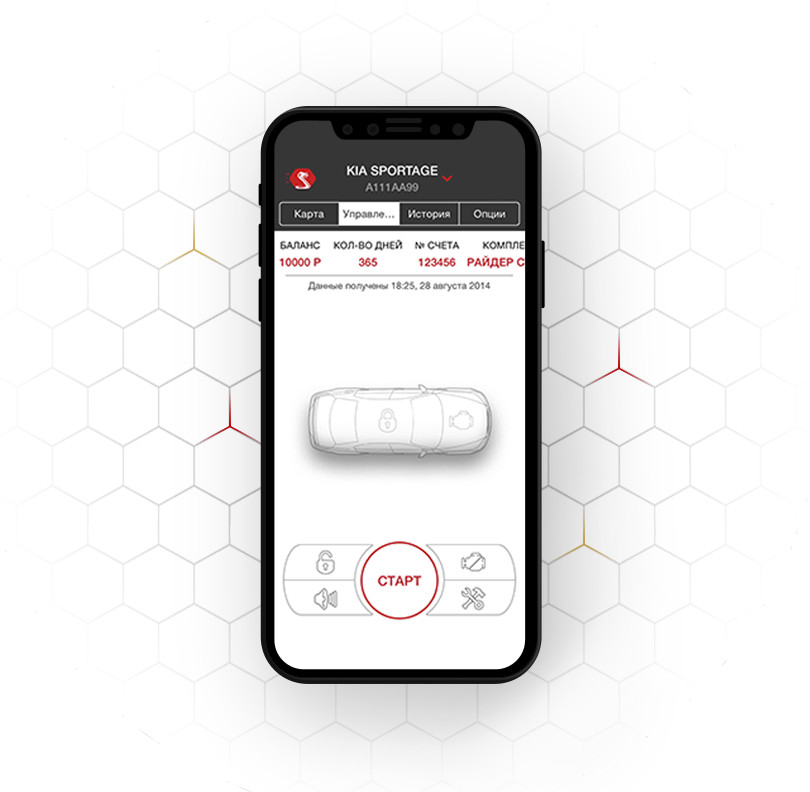 KIA SPORTAGE
A111AA99
Карта Управле... История Опции
БАЛАНС КОЛ-ВО ДНЕЙ № СЧЕТА КОМПЛЕ
10000 Р 365 123456 РАЙДЕР С
Данные получены 18:25, 28 августа 2014
СТАРТ